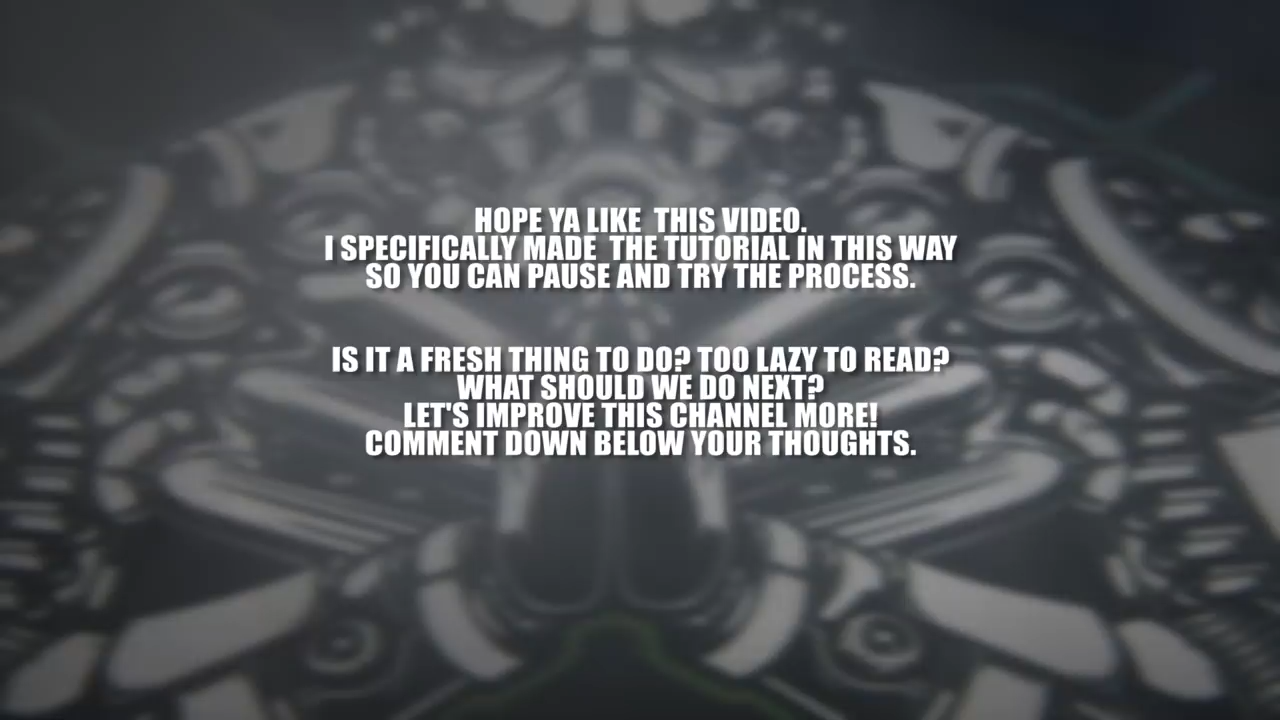 HOPE YA LIKE  THIS VIDEO.
I SPECIFICALLY MADE  THE TUTORIAL IN THIS WAY
SO YOU CAN PAUSE AND TRY THE PROCESS.
IS IT A FRESH THING TO DO? TOO LAZY TO READ?
WHAT SHOULD WE DO NEXT?
LET'S IMPROVE THIS CHANNEL MORE!
COMMENT DOWN BELOW YOUR THOUGHTS.